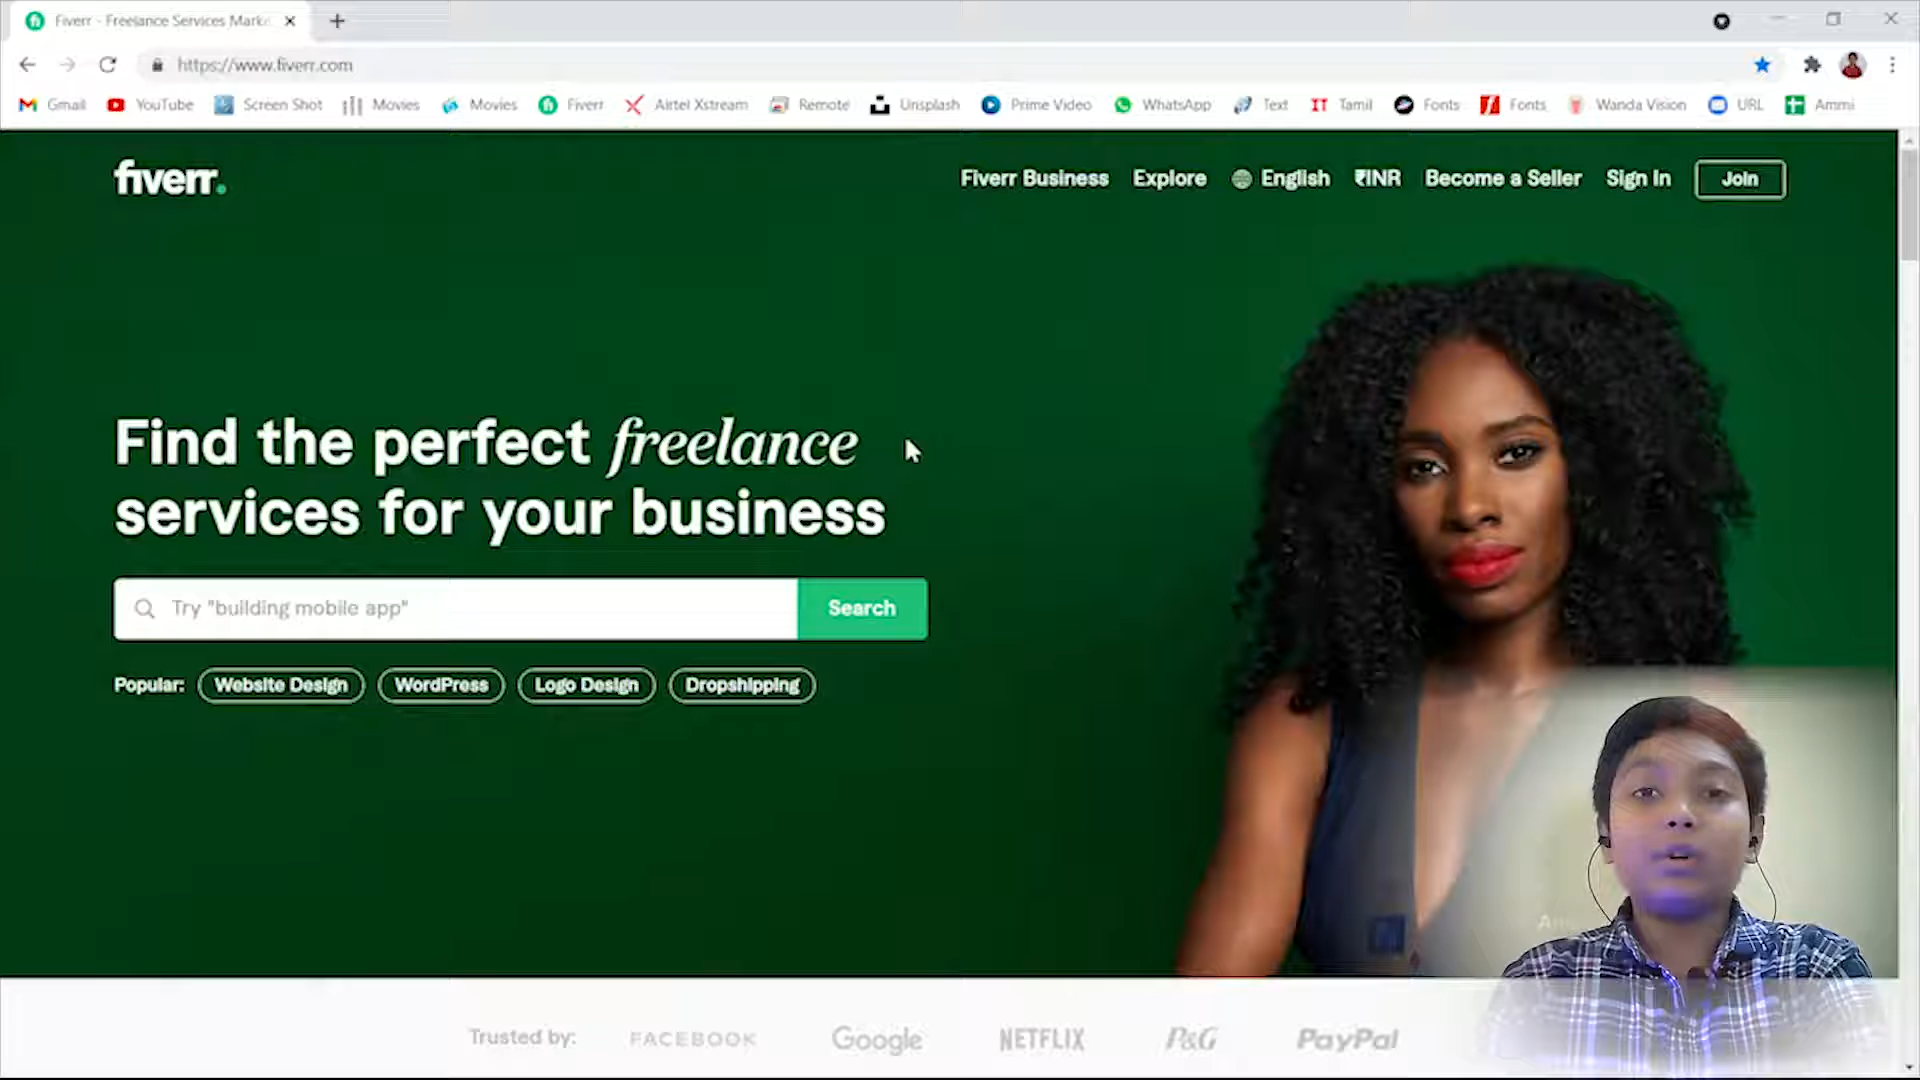 Fiverr - Freelance Services Marke
https://www.fiverr.com
Gmail YouTube Screen Shot Movies Movies Fiverr Airtel Xstream Remote Unsplash Prime Video WhatsApp Text Tamil Fonts Fonts Wanda Vision URL Ammi
fiverr.
Fiverr Business Explore English ₹INR Become a Seller Sign In Join
Find the perfect freelance
services for your business
Try "building mobile app" Search
Popular: Website Design WordPress Logo Design Dropshipping
Trusted by: FACEBOOK Google NETFLIX P&G PayPal